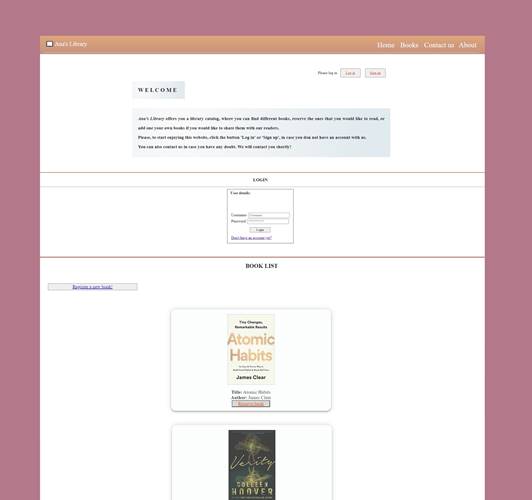 Ana's Library
Home Books Contact us About
Please log in Log in Sign up
WELCOME
Ana's Library offers you a library catalog, where you can find different books, reserve the ones that you would like to read, or
add your own books if you would like to share them with our readers.
Please, to start enjoying this website, click the button 'Log in' or 'Sign up', in case you don not have an account with us.
You can also contact us in case you have any doubt. We will contact you shortly!
LOGIN
User details:
Username: Username
Password:
Login
Don't have an account yet?
BOOK LIST
Register a new book!
Tiny Changes,
Remarkable Results
Atomic
Habits
James Clear
Title: Atomic Habits
Author: James Clear
Reserve book
Verity
COLLEEN
HOOVER